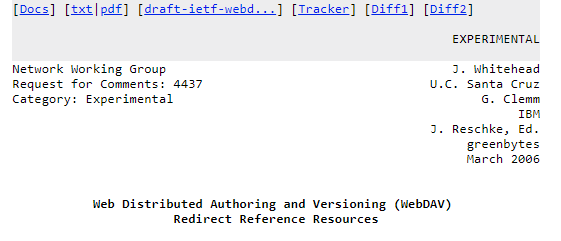 [Docs] [txt|pdf] [draft-ietf-webd...] [Tracker] [Diff1] [Diff2]
EXPERIMENTAL
Network Working Group J. Whitehead
Request for Comments: 4437 U.C. Santa Cruz
Category: Experimental G. Clemm
IBM
J. Reschke, Ed.
greenbytes
March 2006
Web Distributed Authoring and Versioning (WebDAV)
Redirect Reference Resources